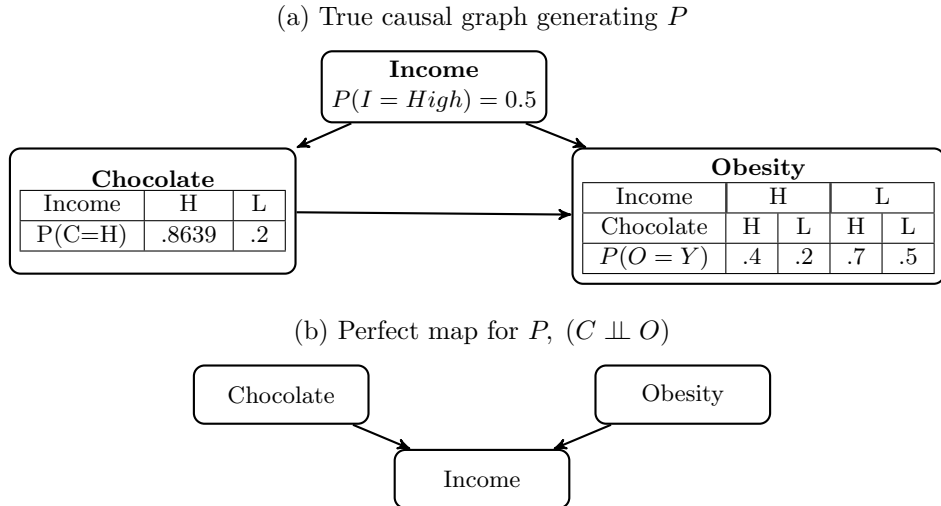 (a) True causal graph generating P
Income
P(I = High) = 0.5
Chocolate
Income H L
P(C=H) .8639 .2
Obesity
Income H L
Chocolate H L H L
P(O = Y) .4 .2 .7 .5
(b) Perfect map for P, (C ⫫ O)
Chocolate
Obesity
Income